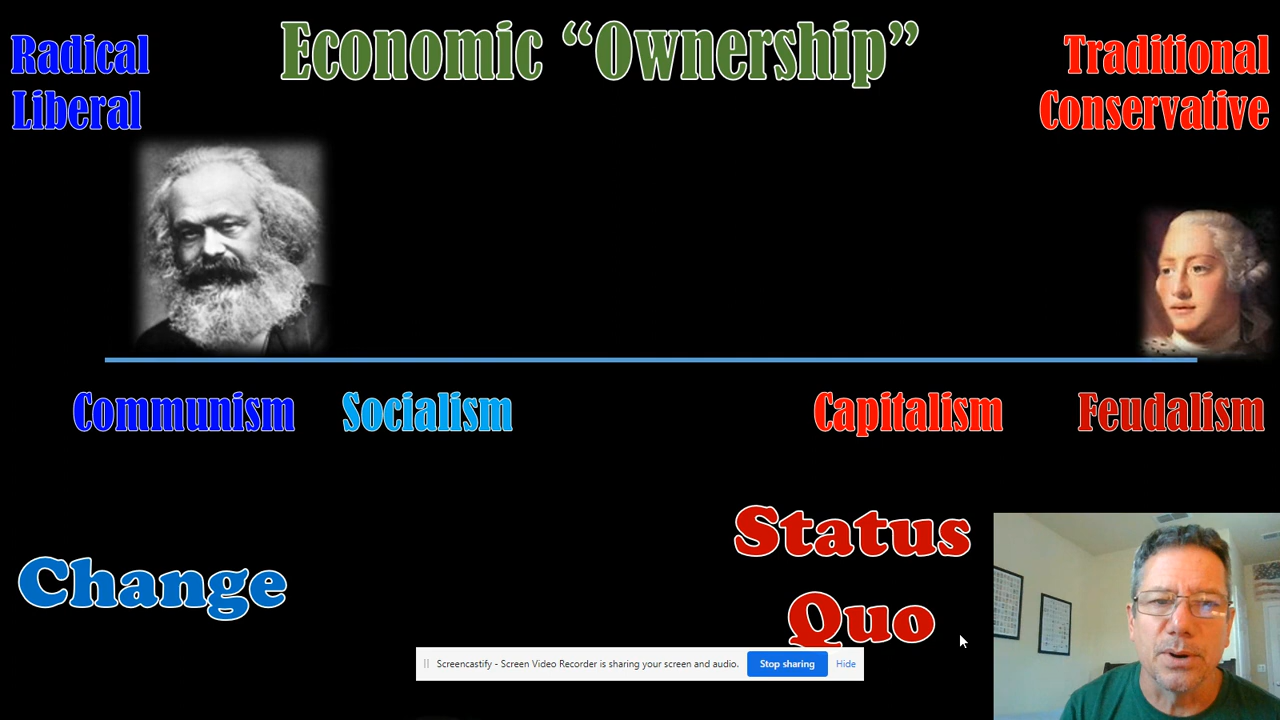 Economic “Ownership”
Radical
Liberal
Traditional
Conservative
Communism
Socialism
Capitalism
Feudalism
Change
Status
Quo
Screencastify - Screen Video Recorder is sharing your screen and audio.
Stop sharing
Hide